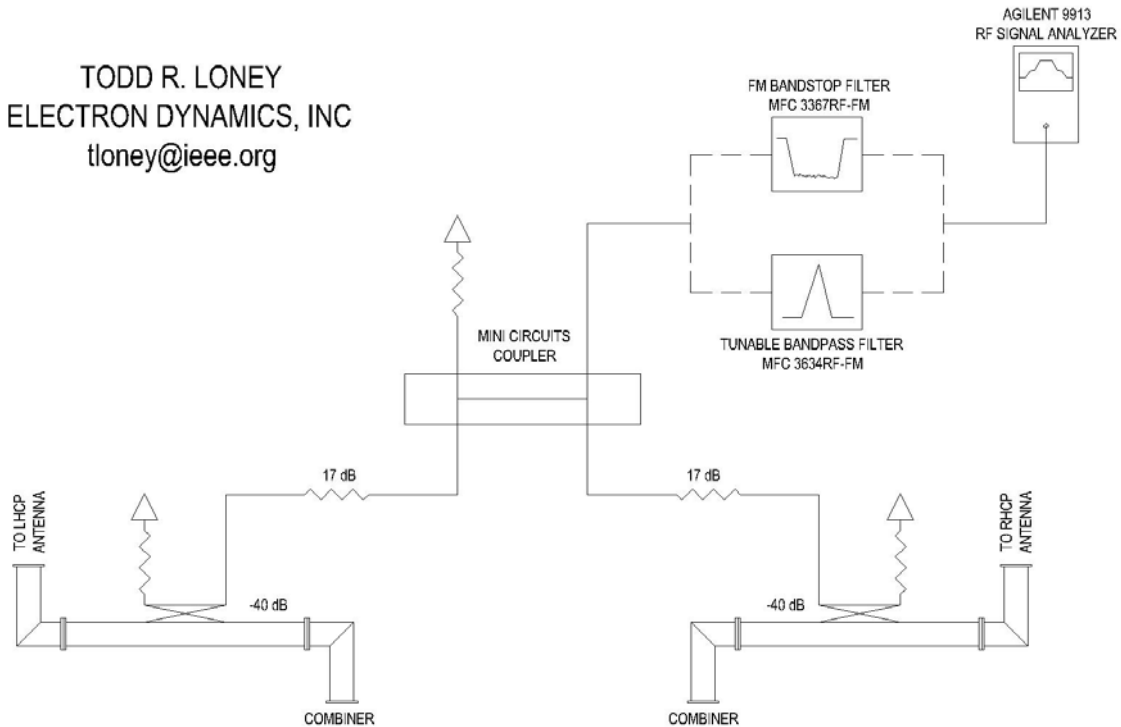 AGILENT 9913
RF SIGNAL ANALYZER
TODD R. LONEY
ELECTRON DYNAMICS, INC
tloney@ieee.org
FM BANDSTOP FILTER
MFC 3367RF-FM
MINI CIRCUITS
COUPLER
TUNABLE BANDPASS FILTER
MFC 3634RF-FM
17 dB
17 dB
TO LHCP
ANTENNA
TO RHCP
ANTENNA
-40 dB
-40 dB
COMBINER
COMBINER